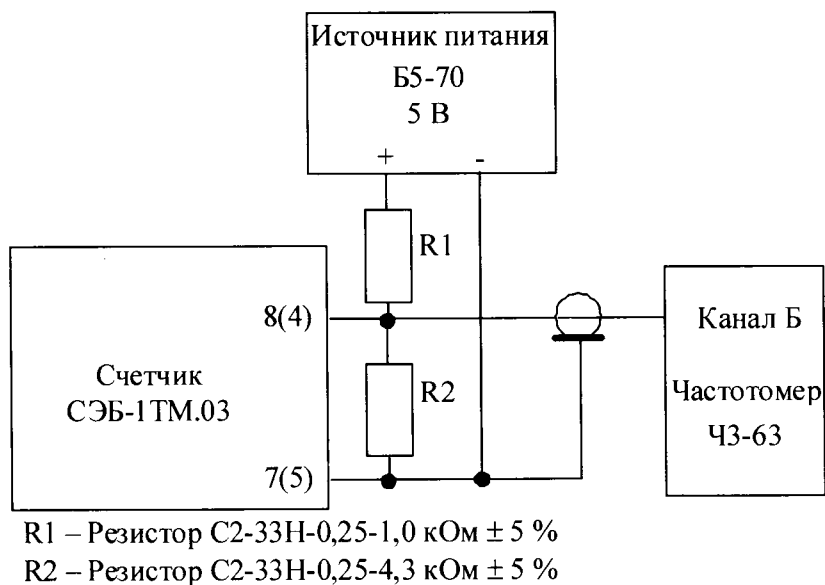 Источник питания
Б5-70
5 В
+ -
R1
8(4)
Канал Б
Счетчик
СЭБ-1ТМ.03
R2
Частотомер
Ч3-63
7(5)
R1 – Резистор С2-33Н-0,25-1,0 кОм ± 5 %
R2 – Резистор С2-33Н-0,25-4,3 кОм ± 5 %